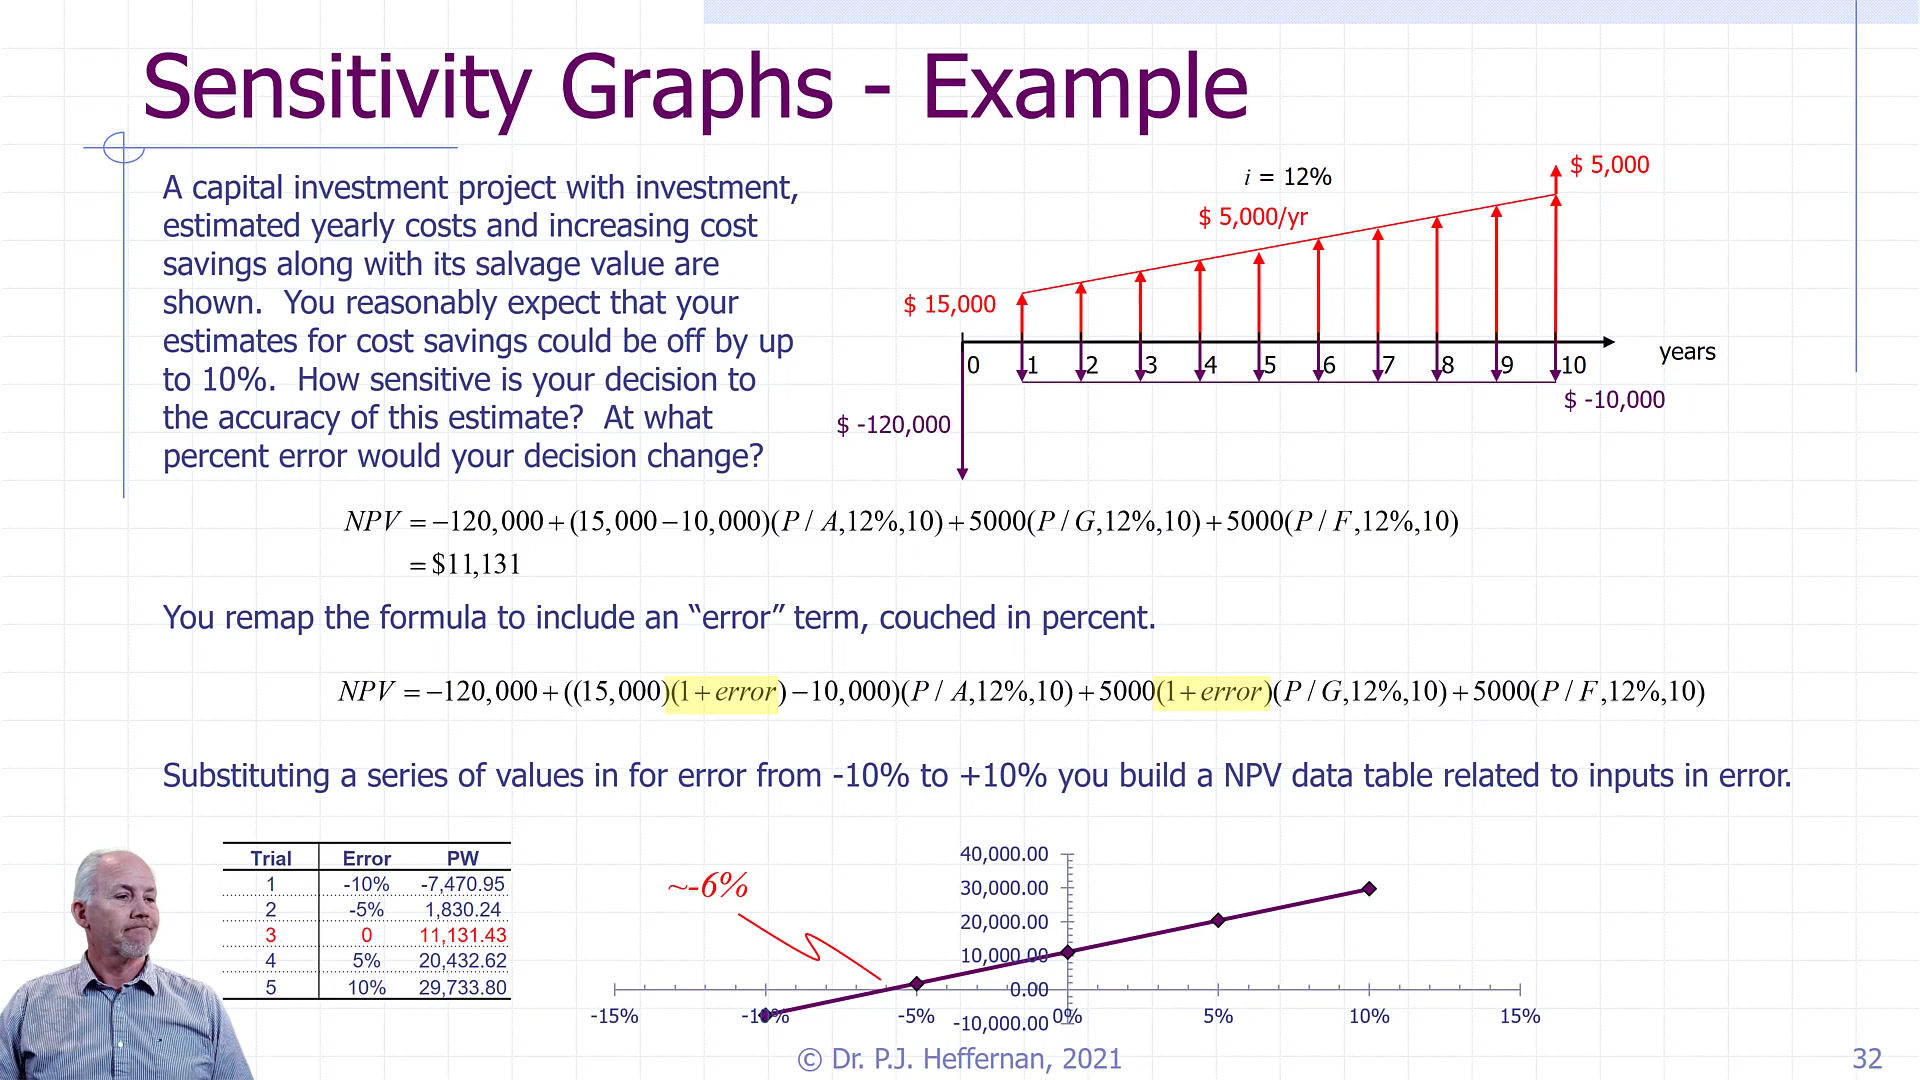 Sensitivity Graphs - Example
A capital investment project with investment,
estimated yearly costs and increasing cost
savings along with its salvage value are
shown.  You reasonably expect that your
estimates for cost savings could be off by up
to 10%.  How sensitive is your decision to
the accuracy of this estimate?  At what
percent error would your decision change?
i = 12%
$ 5,000
$ 5,000/yr
$ 15,000
0 1 2 3 4 5 6 7 8 9 10
years
$ -10,000
$ -120,000
NPV = −120,000 + (15,000 − 10,000)(P / A,12%,10) + 5000(P / G,12%,10) + 5000(P / F,12%,10)
= $11,131
You remap the formula to include an “error” term, couched in percent.
NPV = −120,000 + ((15,000)(1 + error) − 10,000)(P / A,12%,10) + 5000(1 + error)(P / G,12%,10) + 5000(P / F,12%,10)
Substituting a series of values in for error from -10% to +10% you build a NPV data table related to inputs in error.
Trial Error PW
1 -10% -7,470.95
2 -5% 1,830.24
3 0 11,131.43
4 5% 20,432.62
5 10% 29,733.80
~-6%
40,000.00
30,000.00
20,000.00
10,000.00
0.00
-10,000.00
-15% -10% -5% 0% 5% 10% 15%
© Dr. P.J. Heffernan, 2021
32